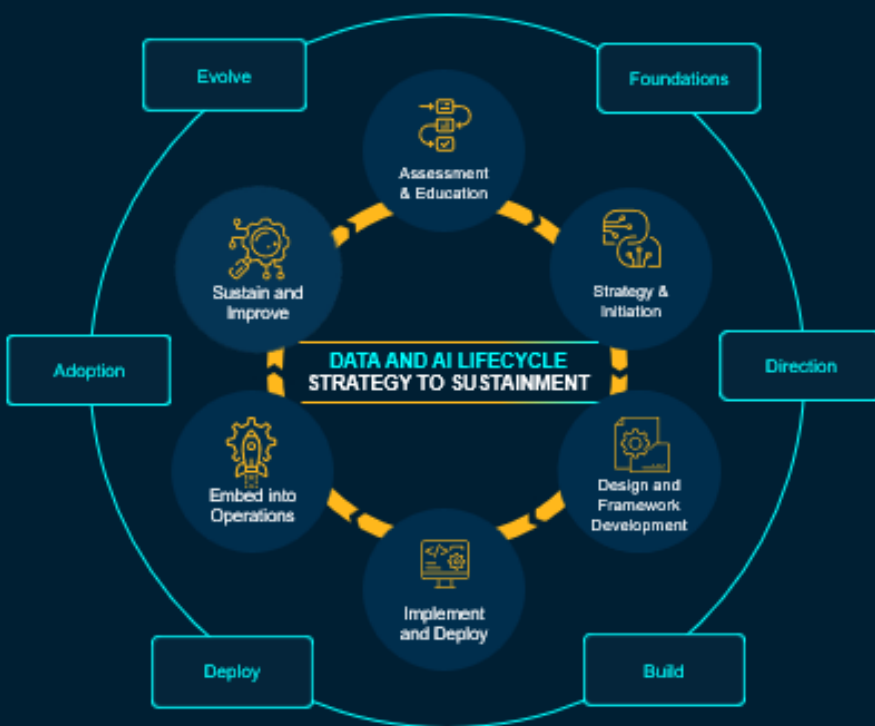 Evolve
Foundations
Assessment
& Education
Sustain and
Improve
Strategy &
Initiation
DATA AND AI LIFECYCLE
STRATEGY TO SUSTAINMENT
Adoption
Direction
Embed into
Operations
Design and
Framework
Development
Implement
and Deploy
Deploy
Build